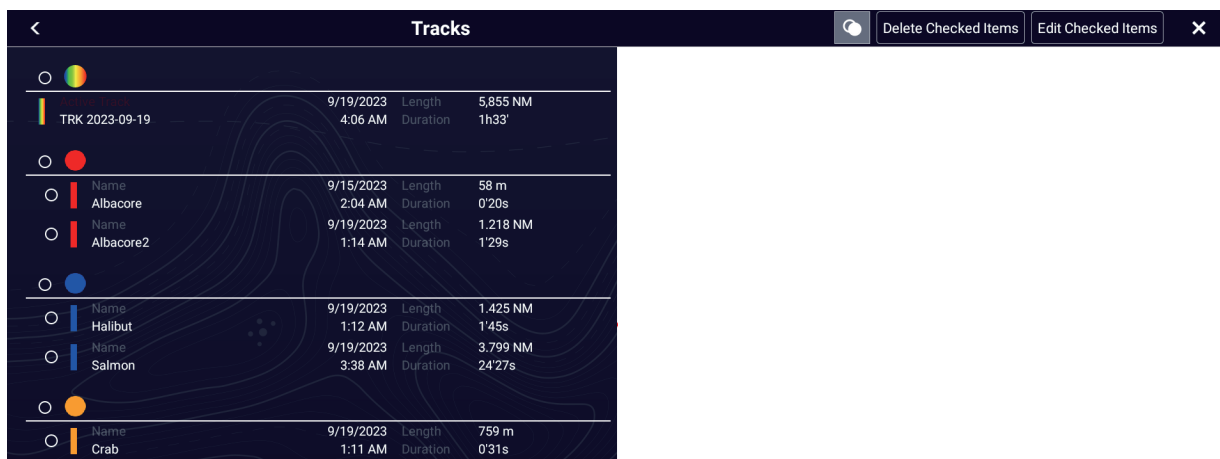 Tracks
Delete Checked Items
Edit Checked Items
Active Track 9/19/2023 Length 5,855 NM
TRK 2023-09-19 4:06 AM Duration 1h33'
Name 9/15/2023 Length 58 m
Albacore 2:04 AM Duration 0'20s
Name 9/19/2023 Length 1.218 NM
Albacore2 1:14 AM Duration 1'29s
Name 9/19/2023 Length 1.425 NM
Halibut 1:12 AM Duration 1'45s
Name 9/19/2023 Length 3.799 NM
Salmon 3:38 AM Duration 24'27s
Name 9/19/2023 Length 759 m
Crab 1:11 AM Duration 0'31s